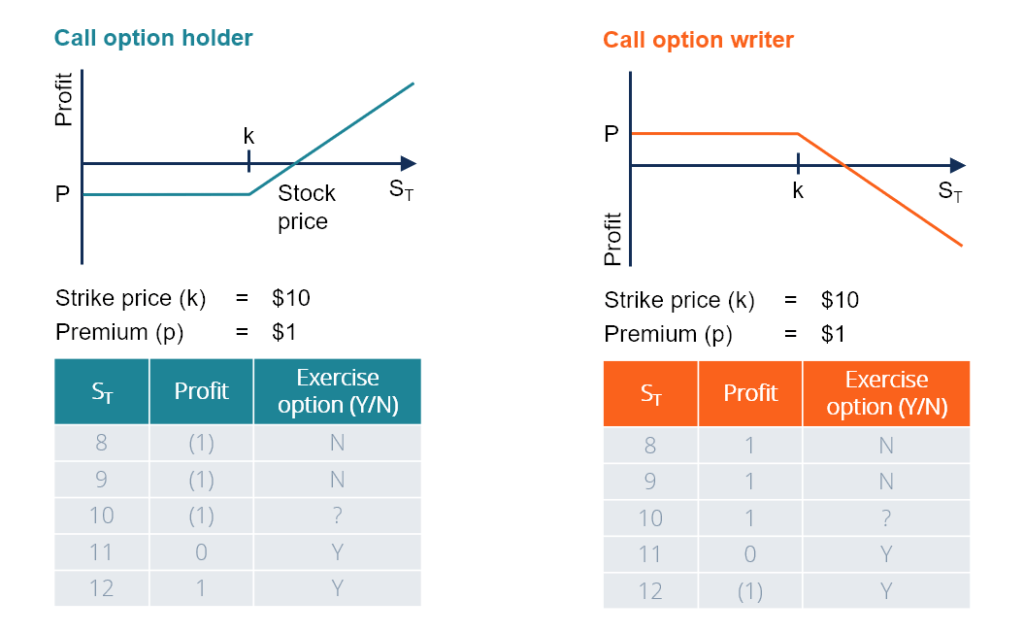 Call option holder
Profit
k
P
Stock
price
S_T
Strike price (k) = $10
Premium (p) = $1
S_T Profit Exercise
option (Y/N)
8 (1) N
9 (1) N
10 (1) ?
11 0 Y
12 1 Y
Call option writer
P
k
S_T
Profit
Strike price (k) = $10
Premium (p) = $1
S_T Profit Exercise
option (Y/N)
8 1 N
9 1 N
10 1 ?
11 0 Y
12 (1) Y